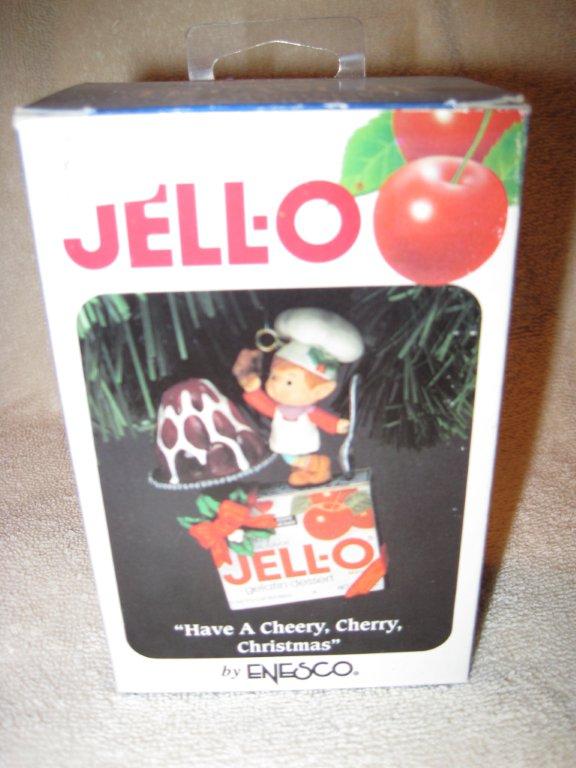 JELL-O
JELL-O
gelatin dessert
"Have A Cheery, Cherry,
Christmas"
by ENESCO®